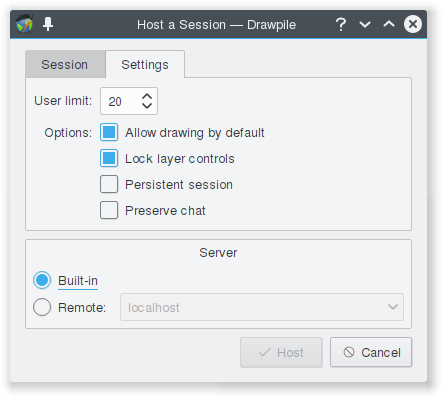 Host a Session — Drawpile
Session Settings
User limit: 20
Options: Allow drawing by default
Lock layer controls
Persistent session
Preserve chat
Server
Built-in
Remote: localhost
Host Cancel